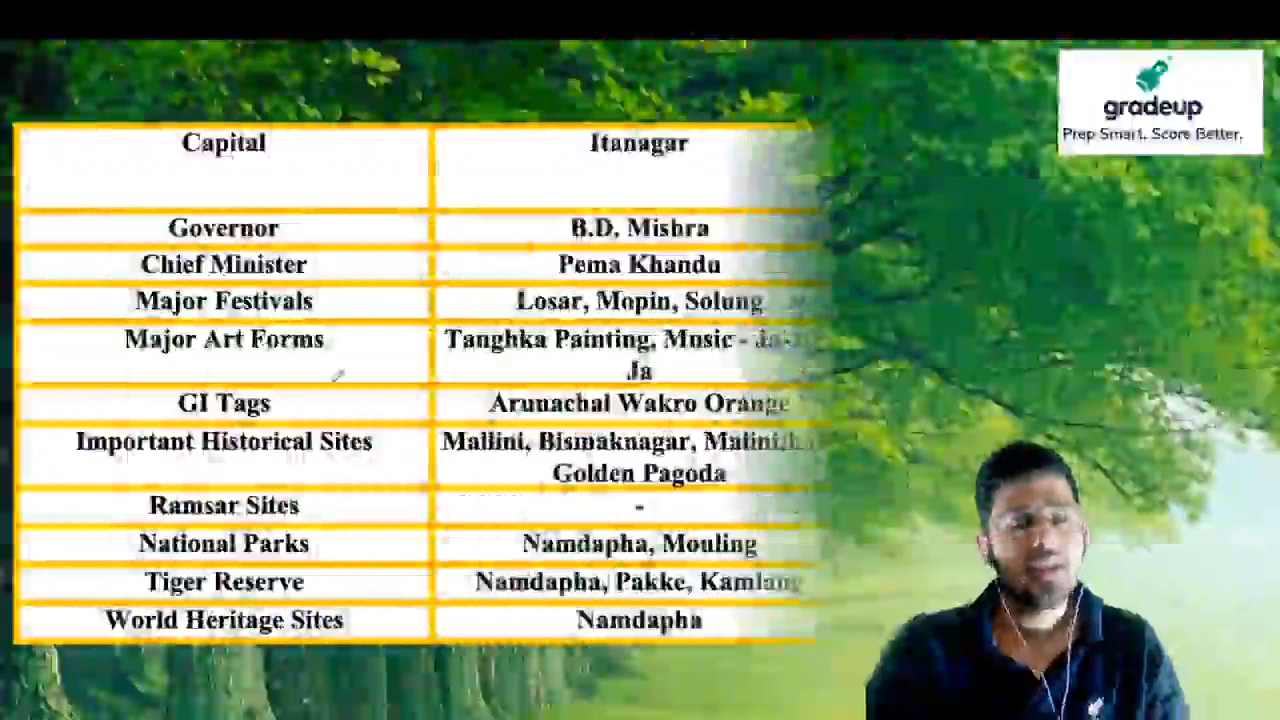 gradeup
Prep Smart. Score Better.
Capital Itanagar
Governor B.D. Mishra
Chief Minister Pema Khandu
Major Festivals Losar, Mopin, Solung
Major Art Forms Tanghka Painting, Music -
Ja
GI Tags Arunachal Wakro Orange
Important Historical Sites Mallini, Bismaknagar,
Golden Pagoda
Ramsar Sites -
National Parks Namdapha, Mouling
Tiger Reserve Namdapha, Pakke, Kamlang
World Heritage Sites Namdapha